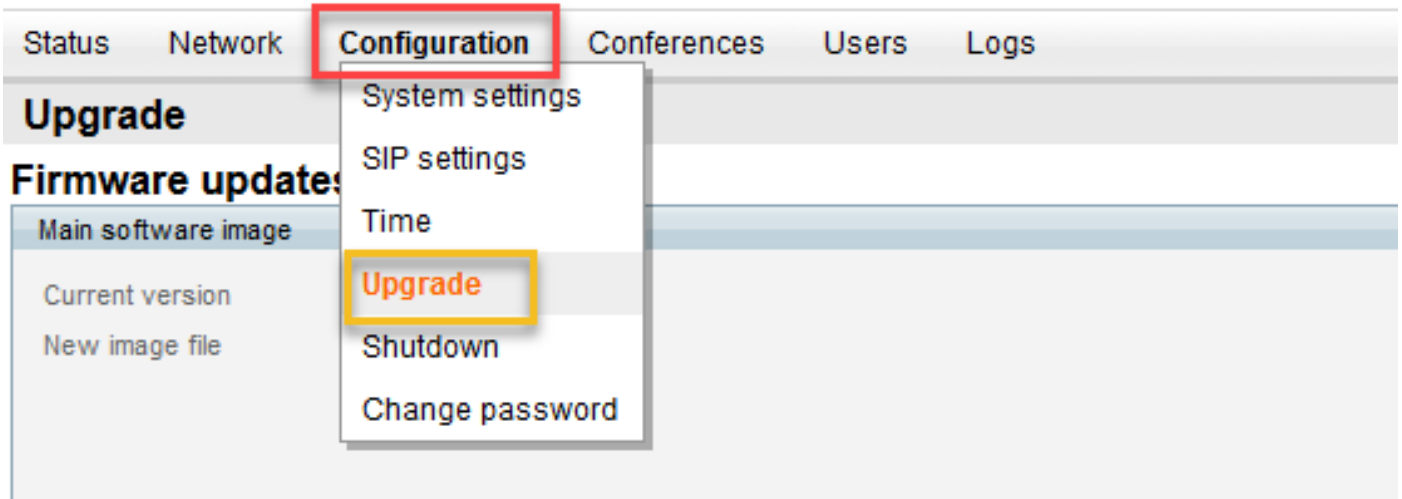 Status Network Configuration Conferences Users Logs
System settings
Upgrade
SIP settings
Firmware updates
Time
Main software image
Upgrade
Current version
New image file
Shutdown
Change password